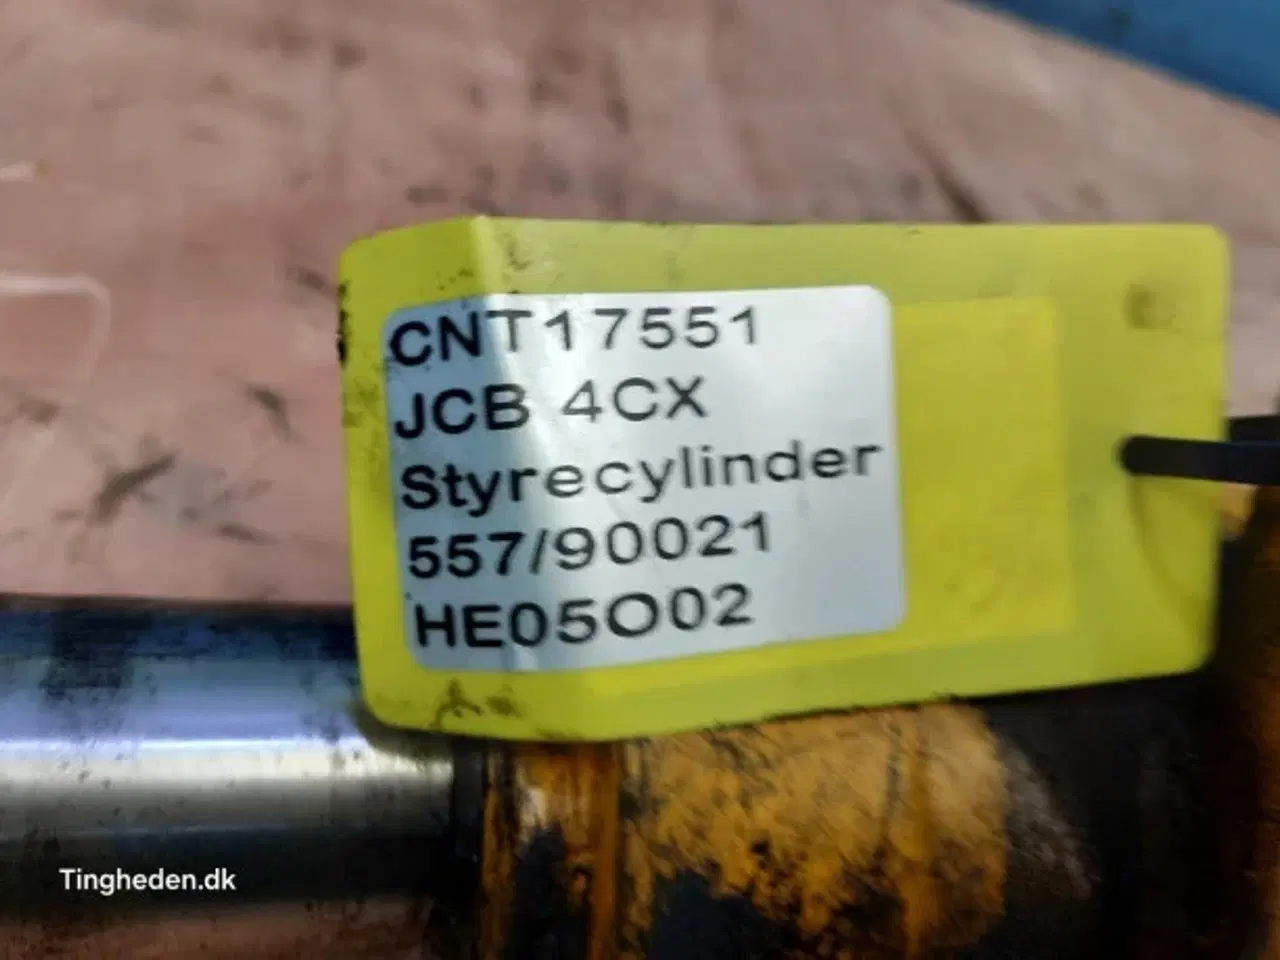 CNT17551
JCB 4CX
Styrecylinder
557/90021
HE05O02
Tingheden.dk